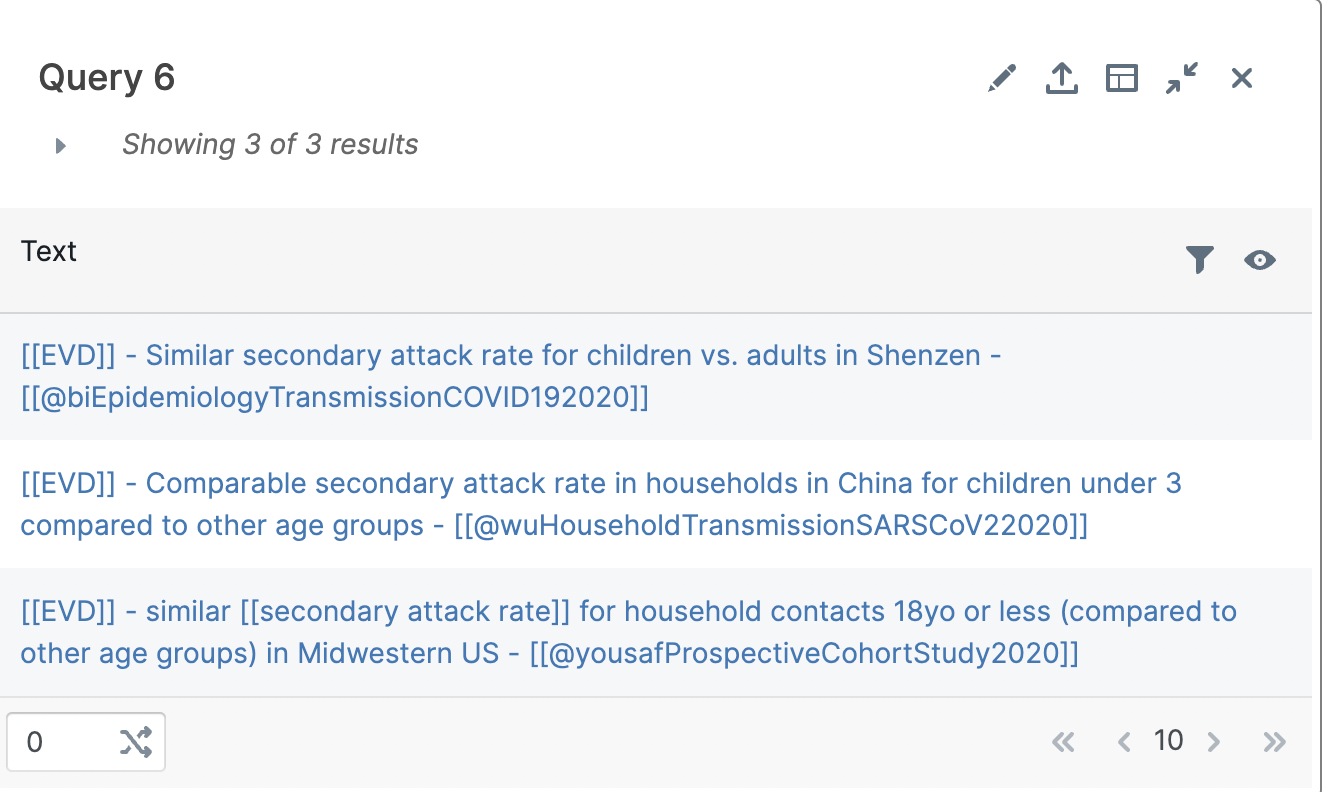 Query 6
Showing 3 of 3 results
Text
[[EVD]] - Similar secondary attack rate for children vs. adults in Shenzen -
[[@biEpidemiologyTransmissionCOVID192020]]
[[EVD]] - Comparable secondary attack rate in households in China for children under 3
compared to other age groups - [[@wuHouseholdTransmissionSARSCoV22020]]
[[EVD]] - similar [[secondary attack rate]] for household contacts 18yo or less (compared to
other age groups) in Midwestern US - [[@yousafProspectiveCohortStudy2020]]
0
10